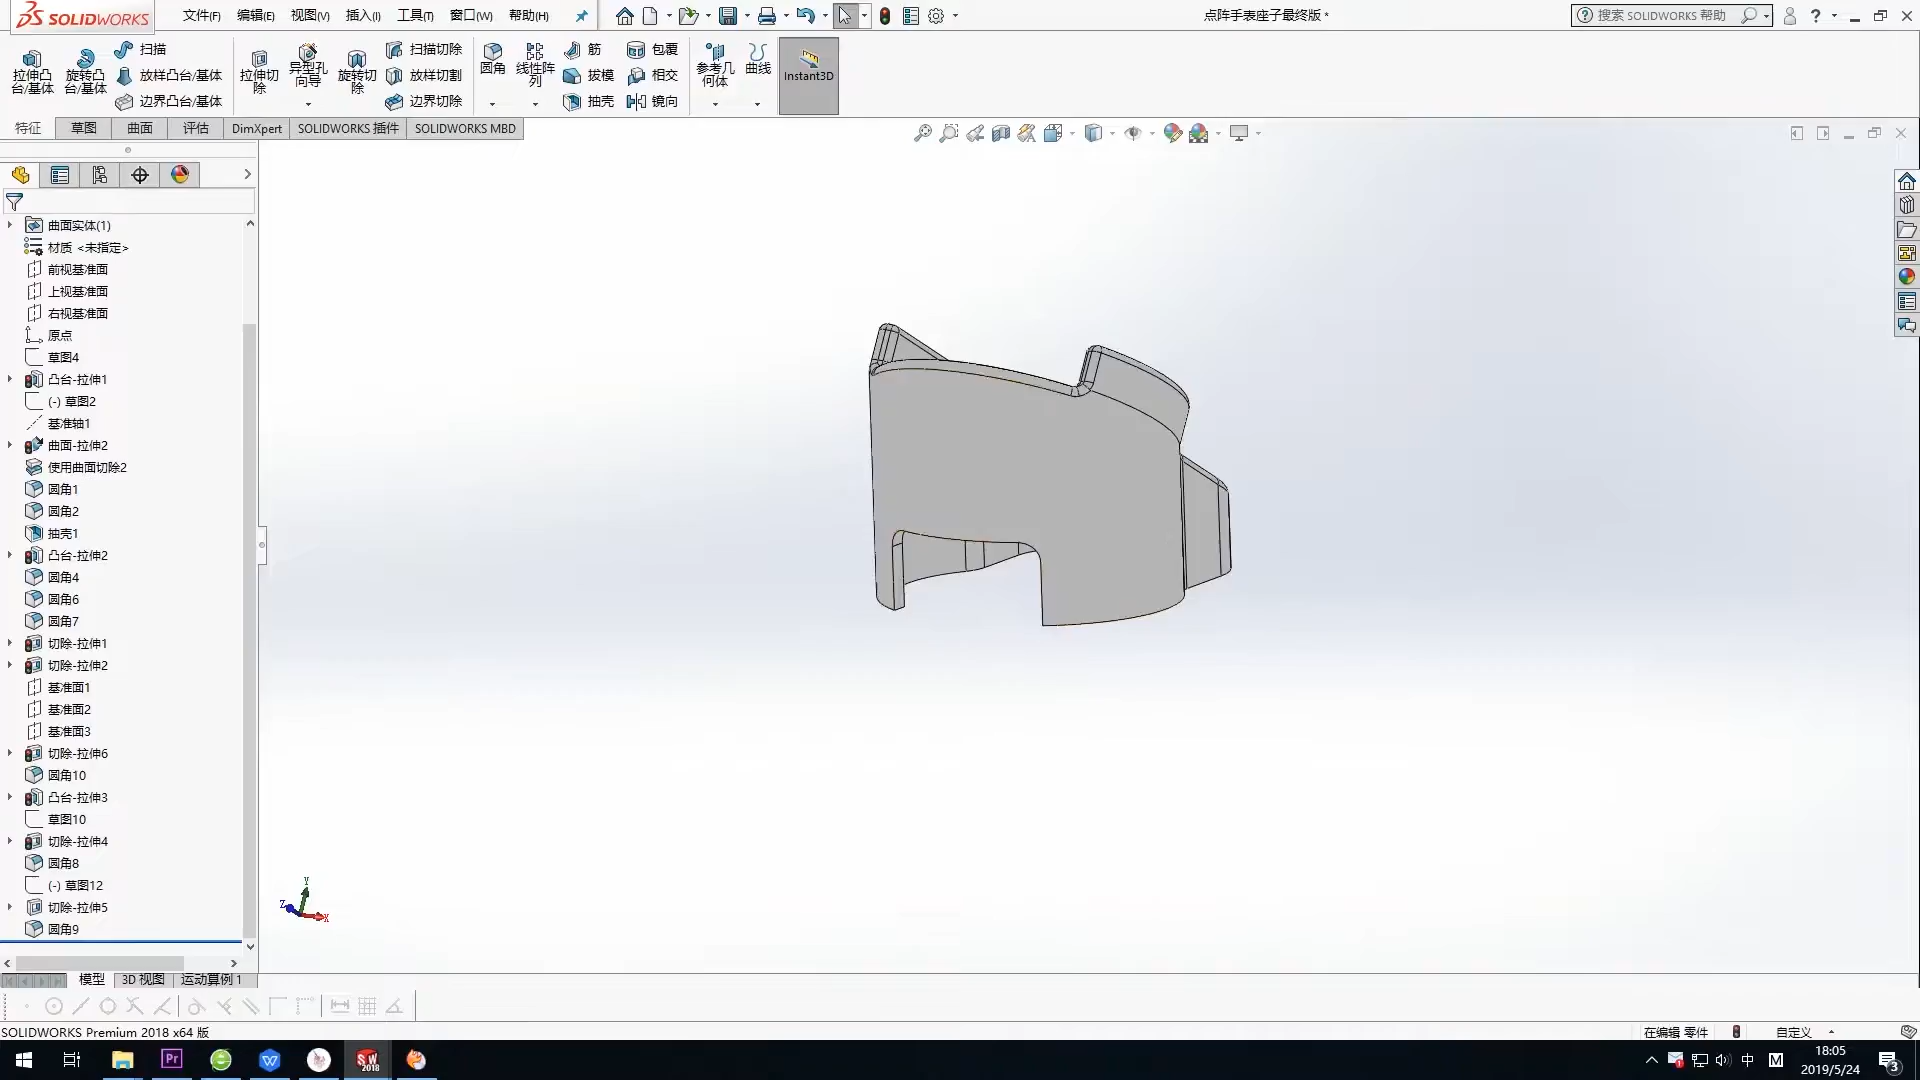 SOLIDWORKS 文件(F) 编辑(E) 视图(V) 插入(I) 工具(T) 窗口(W) 帮助(H) 点阵手表座子最终版 * 搜索 SOLIDWORKS 帮助 ?
拉伸凸台/基体
旋转凸台/基体
扫描
放样凸台/基体
边界凸台/基体
拉伸切除
异型孔向导
旋转切除
扫描切除
放样切割
边界切除
圆角
线性阵列
筋
拔模
抽壳
包覆
相交
镜向
参考几何体
曲线
Instant3D
特征 草图 曲面 评估 DimXpert SOLIDWORKS 插件 SOLIDWORKS MBD
曲面实体(1)
材质 <未指定>
前视基准面
上视基准面
右视基准面
原点
草图4
凸台-拉伸1
(-) 草图2
基准轴1
曲面-拉伸2
使用曲面切除2
圆角1
圆角2
抽壳1
凸台-拉伸2
圆角4
圆角6
圆角7
切除-拉伸1
切除-拉伸2
基准面1
基准面2
基准面3
切除-拉伸6
圆角10
凸台-拉伸3
草图10
切除-拉伸4
圆角8
(-) 草图12
切除-拉伸5
圆角9
Y
Z
X
模型 3D 视图 运动算例 1
SOLIDWORKS Premium 2018 x64 版 在编辑 零件 自定义
Pr SW 2018 中 M 18:05
2019/5/24 3